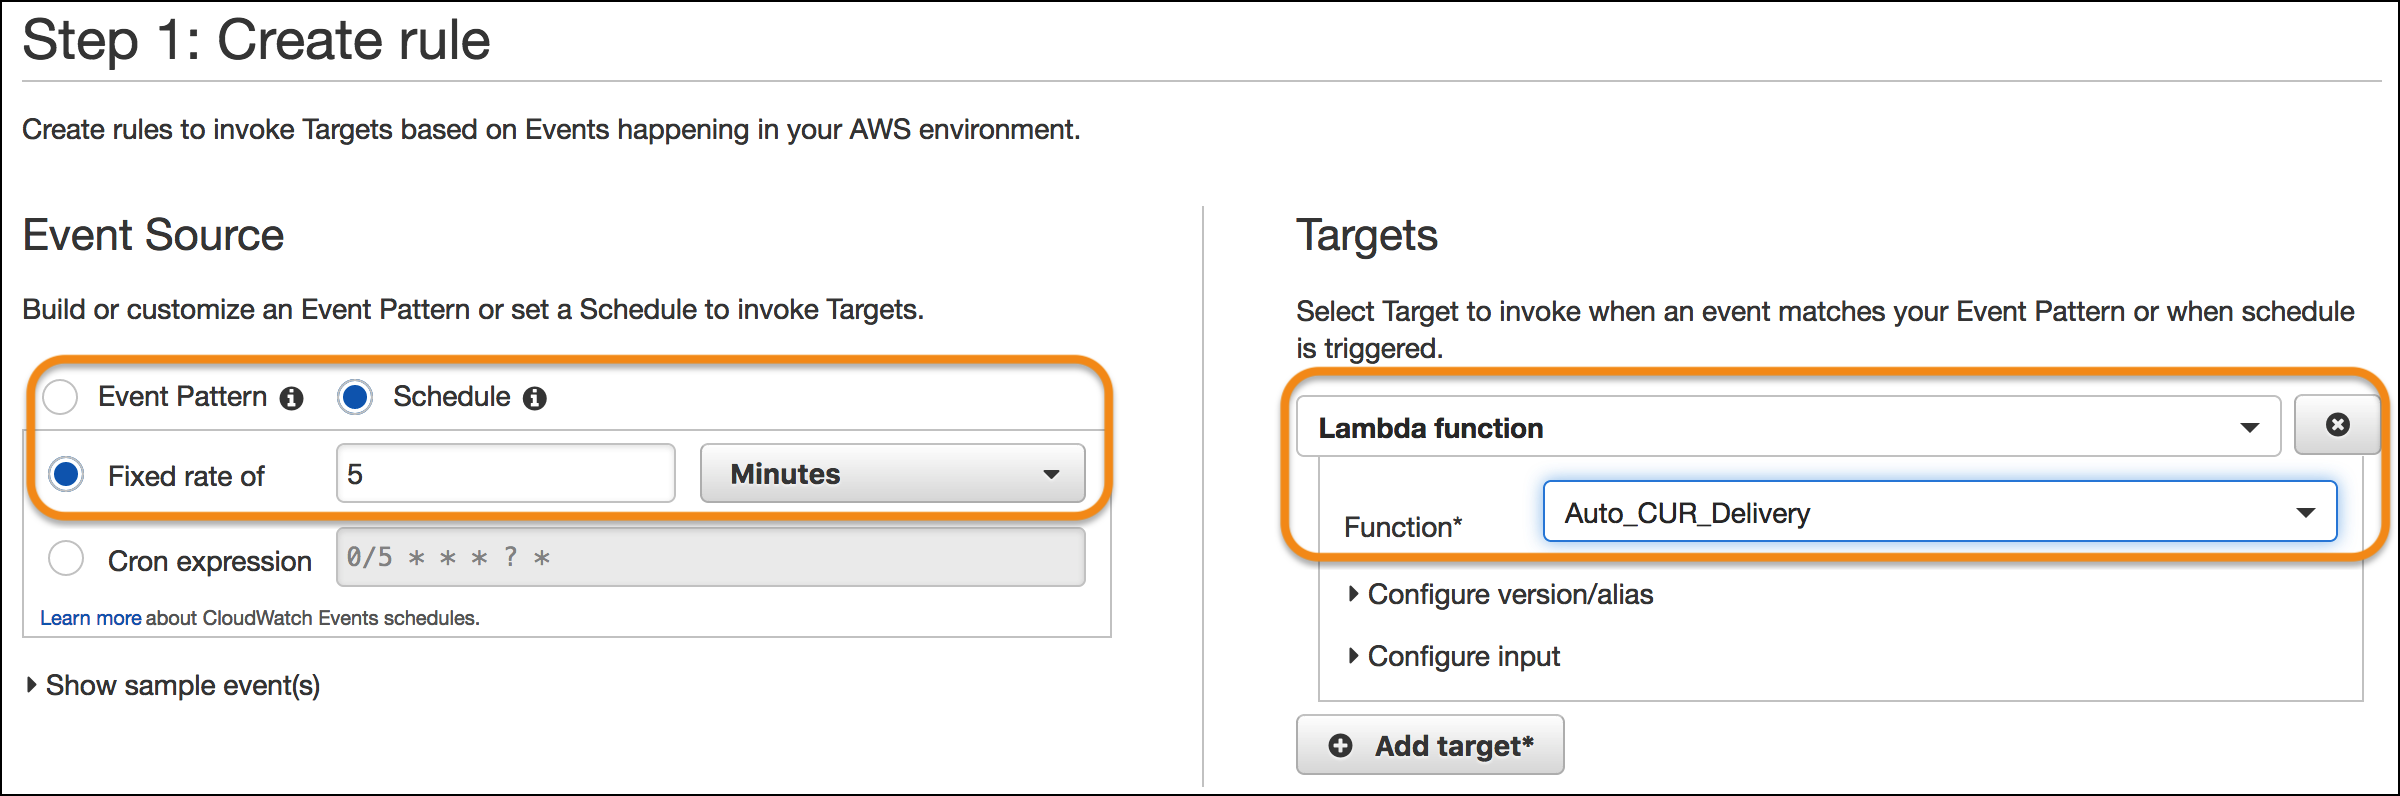 Step 1: Create rule
Create rules to invoke Targets based on Events happening in your AWS environment.
Event Source
Build or customize an Event Pattern or set a Schedule to invoke Targets.
Event Pattern Schedule
Fixed rate of 5 Minutes
Cron expression 0/5 * * * ? *
Learn more about CloudWatch Events schedules.
Show sample event(s)
Targets
Select Target to invoke when an event matches your Event Pattern or when schedule
is triggered.
Lambda function
Function* Auto_CUR_Delivery
Configure version/alias
Configure input
Add target*